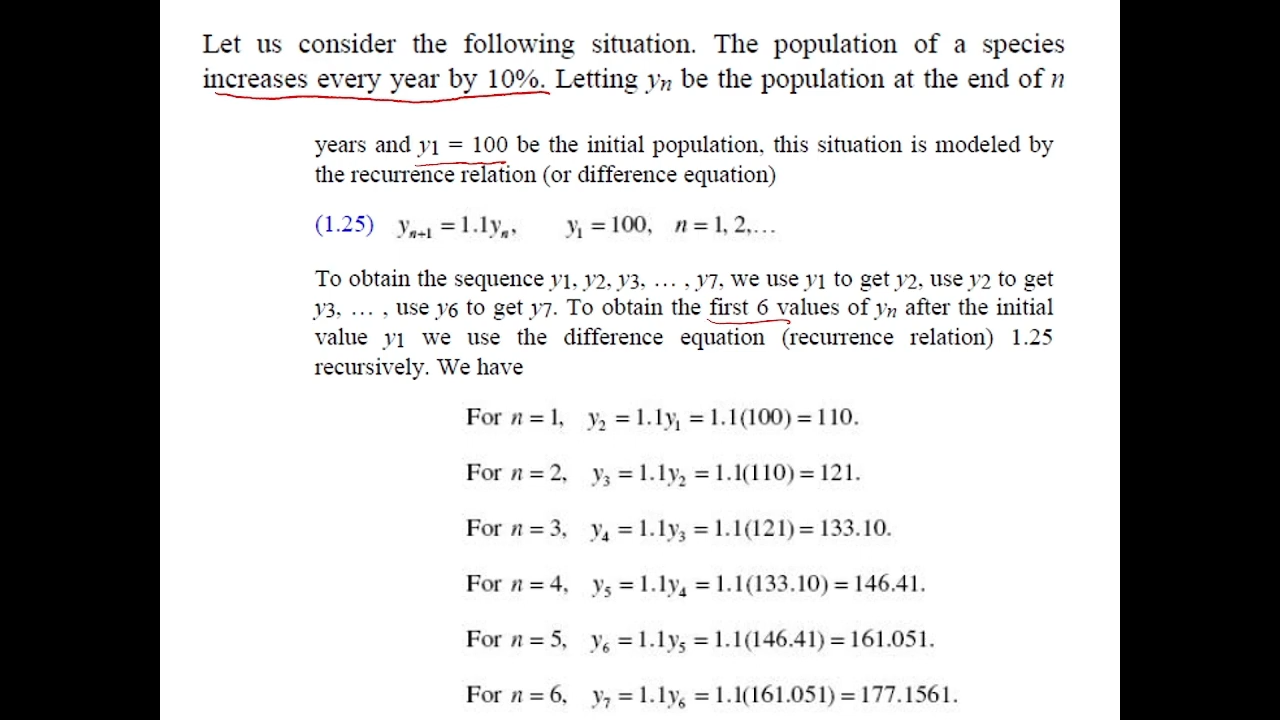 Let us consider the following situation. The population of a species
increases every year by 10%. Letting yn be the population at the end of n
years and y1 = 100 be the initial population, this situation is modeled by
the recurrence relation (or difference equation)
(1.25) yₙ₊₁ = 1.1yₙ, y₁ = 100, n = 1, 2,…
To obtain the sequence y1, y2, y3, … , y7, we use y1 to get y2, use y2 to get
y3, … , use y6 to get y7. To obtain the first 6 values of yn after the initial
value y1 we use the difference equation (recurrence relation) 1.25
recursively. We have
For n = 1, y₂ = 1.1y₁ = 1.1(100) = 110.
For n = 2, y₃ = 1.1y₂ = 1.1(110) = 121.
For n = 3, y₄ = 1.1y₃ = 1.1(121) = 133.10.
For n = 4, y₅ = 1.1y₄ = 1.1(133.10) = 146.41.
For n = 5, y₆ = 1.1y₅ = 1.1(146.41) = 161.051.
For n = 6, y₇ = 1.1y₆ = 1.1(161.051) = 177.1561.